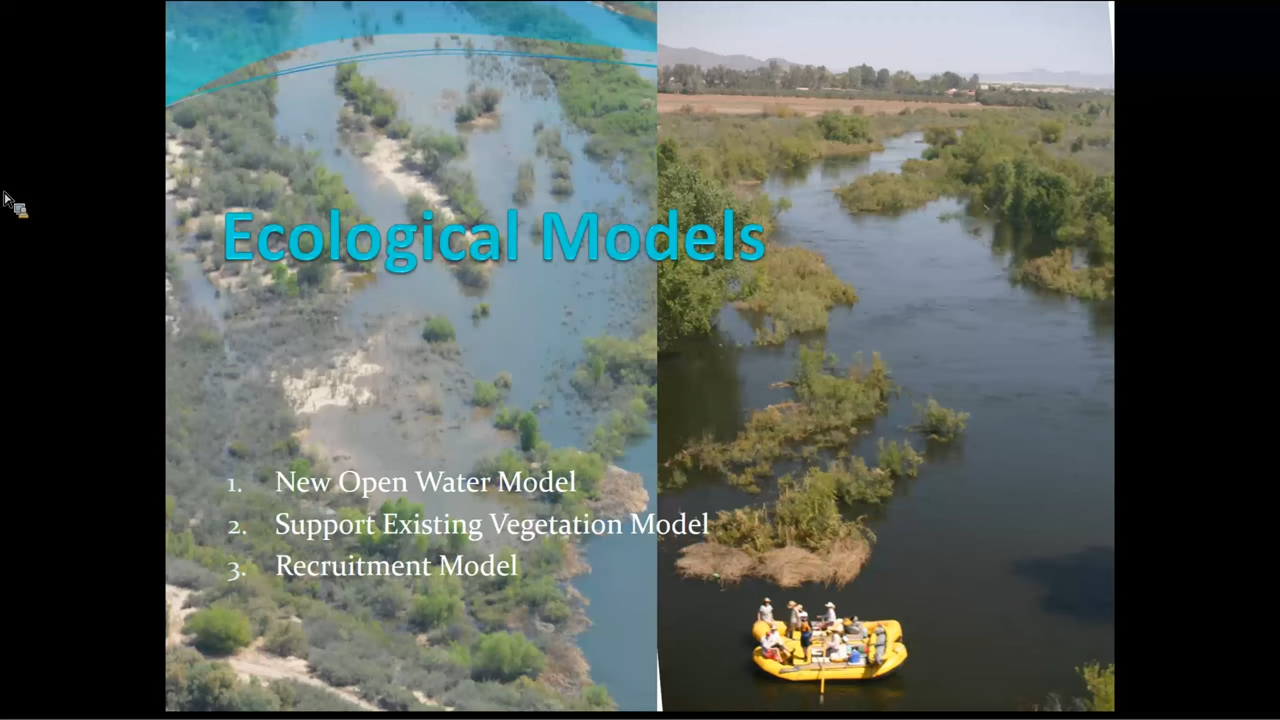 Ecological Models
1. New Open Water Model
2. Support Existing Vegetation Model
3. Recruitment Model